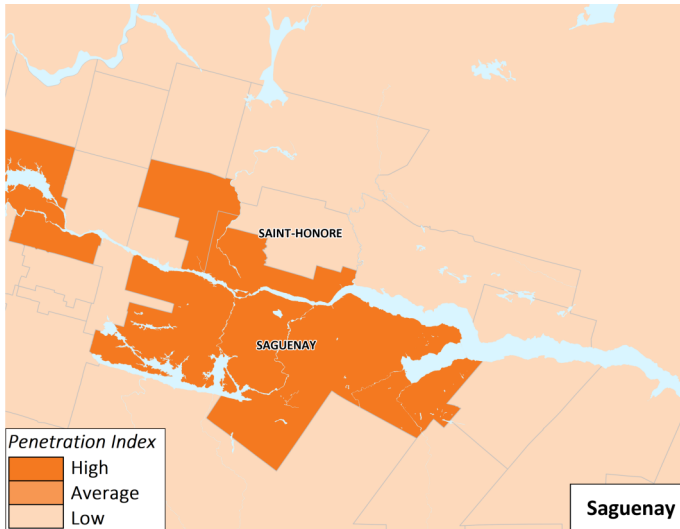 SAINT-HONORE
SAGUENAY
Penetration Index
High
Average
Low
Saguenay